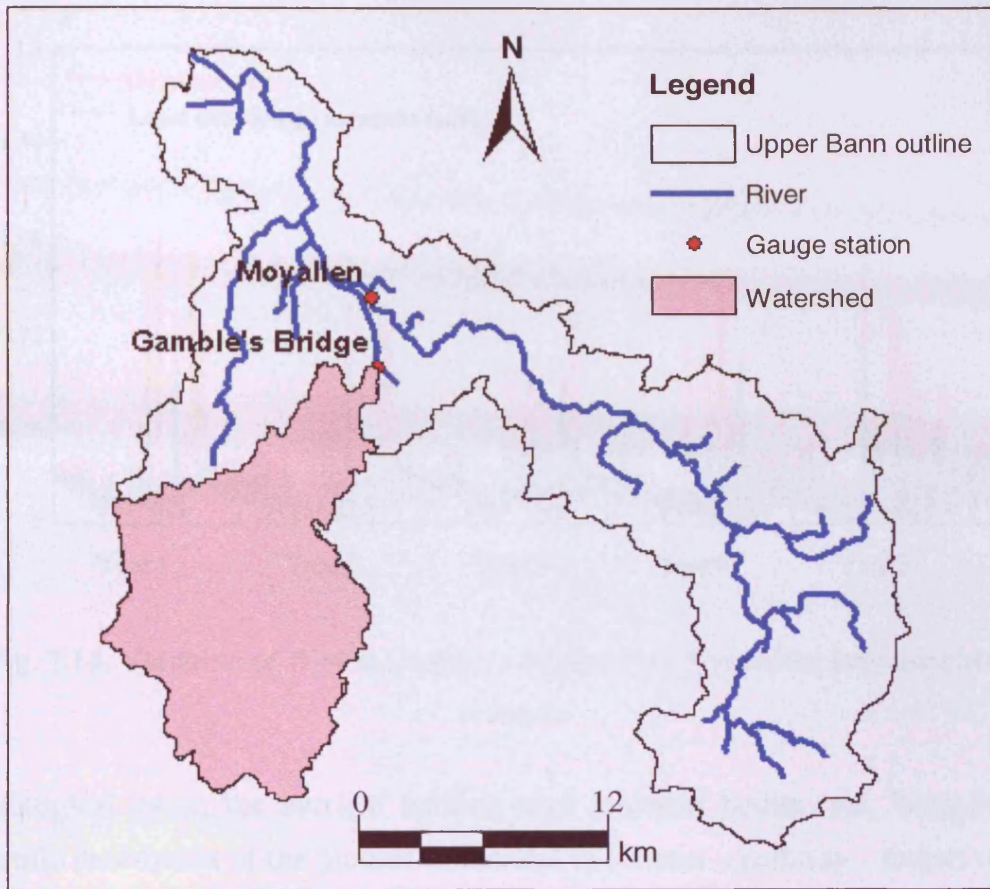 N
Legend
Upper Bann outline
River
Gauge station
Watershed
Moyallen
Gamble's Bridge
0 12
km